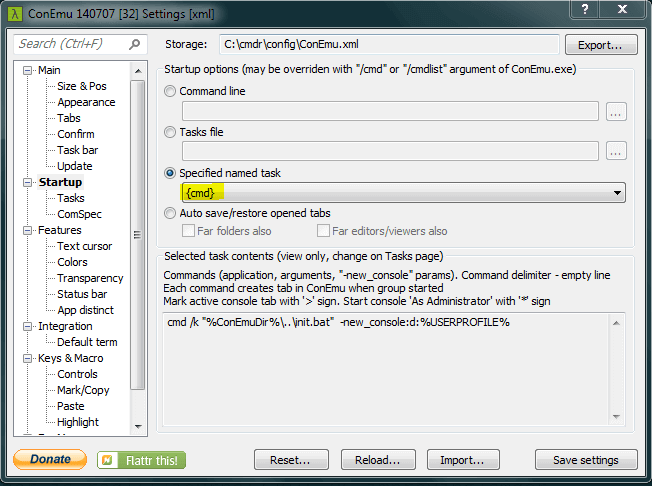 ConEmu 140707 [32] Settings [xml]
Search (Ctrl+F)
Storage:
C:\cmdr\config\ConEmu.xml
Export...
Main
Size & Pos
Appearance
Tabs
Confirm
Task bar
Update
Startup
Tasks
ComSpec
Features
Text cursor
Colors
Transparency
Status bar
App distinct
Integration
Default term
Keys & Macro
Controls
Mark/Copy
Paste
Highlight
Startup options (may be overriden with "/cmd" or "/cmdlist" argument of ConEmu.exe)
Command line
...
Tasks file
...
Specified named task
{cmd}
Auto save/restore opened tabs
Far folders also
Far editors/viewers also
Selected task contents (view only, change on Tasks page)
Commands (application, arguments, "-new_console" params). Command delimiter - empty line
Each command creates tab in ConEmu when group started
Mark active console tab with '>' sign. Start console 'As Administrator' with '*' sign
cmd /k "%ConEmuDir%\..\init.bat"  -new_console:d:%USERPROFILE%
Donate
Flattr this!
Reset...
Reload...
Import...
Save settings